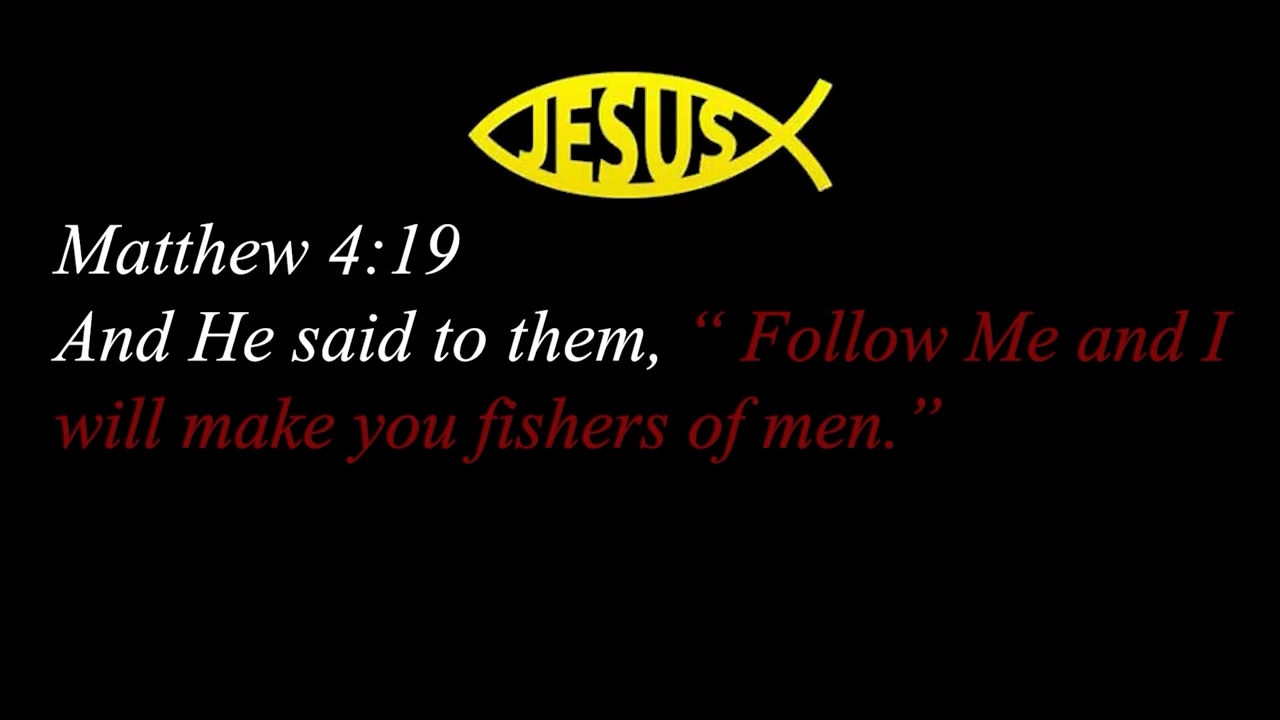 JESUS
Matthew 4:19
And He said to them, “ Follow Me and I
will make you fishers of men.”